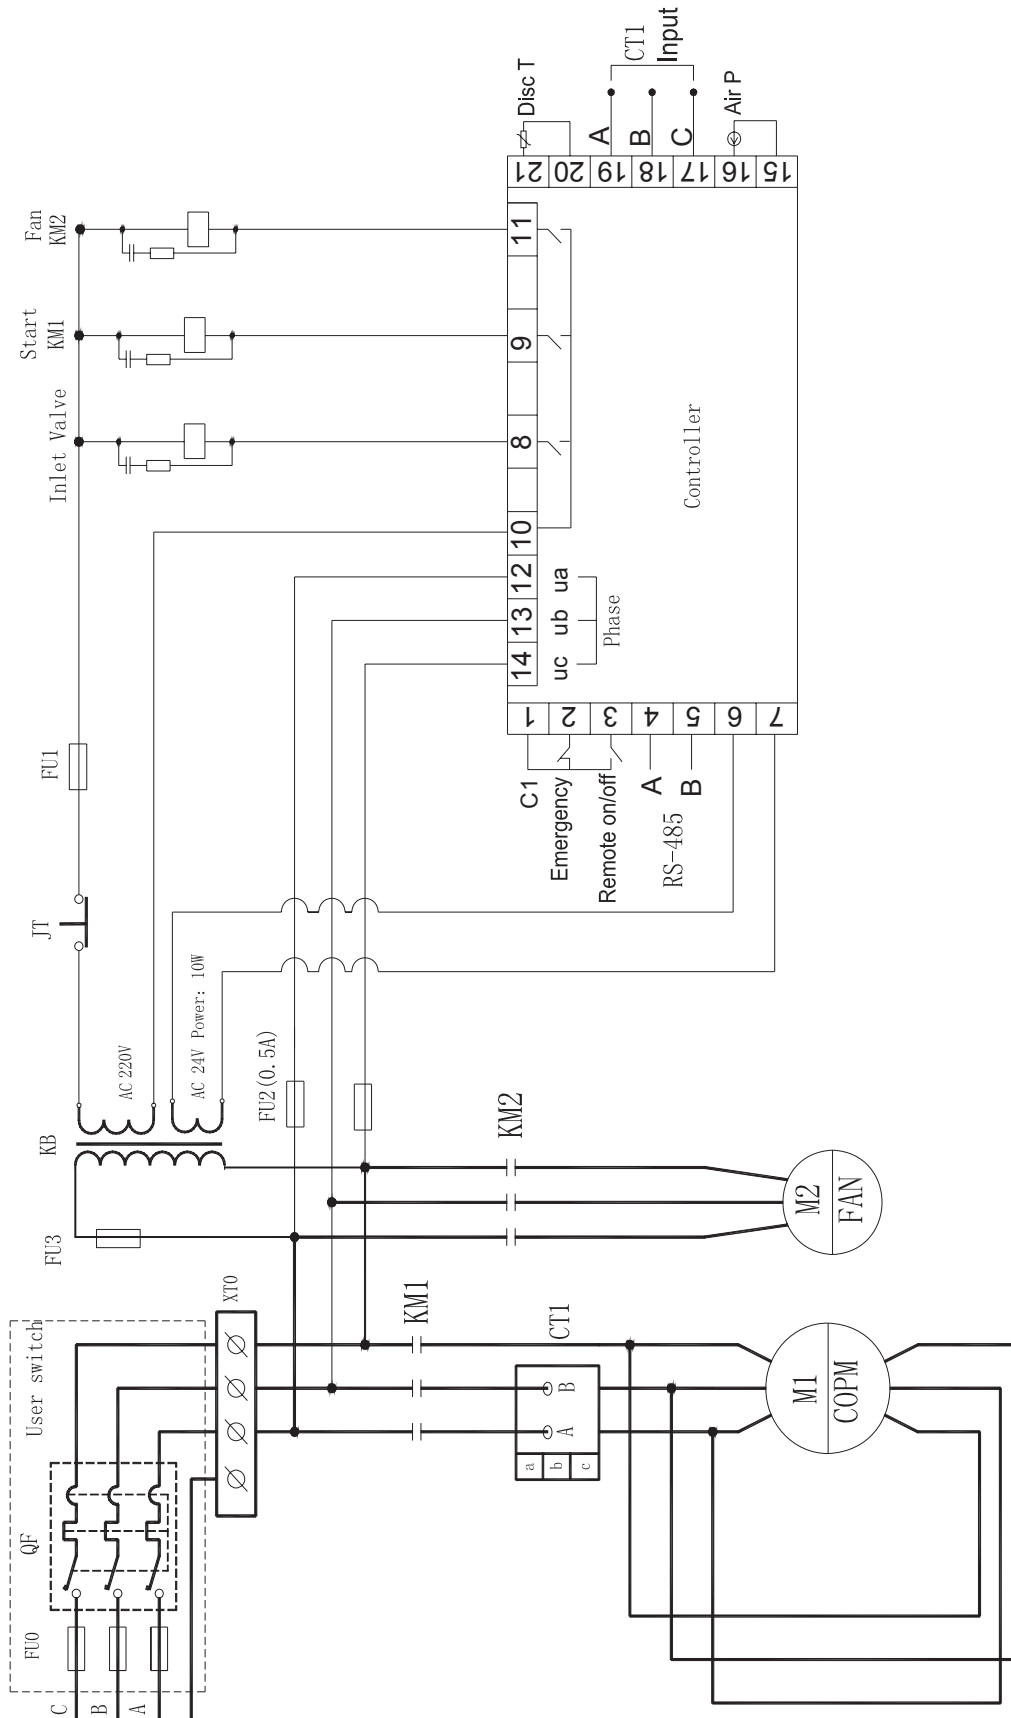 Fan
KM2
Start
KM1
Inlet Valve
FU1
JT
AC 220V
AC 24V Power: 10W
KB
FU3
FU2(0.5A)
KM2
M2
FAN
Disc T
A
B
C
CT1
Input
Air P
21
20
19
18
17
16
15
11
9
8
10
12
13
14
ua
ub
uc
Phase
Controller
1
2
3
4
5
6
7
C1
Emergency
Remote on/off
A
B
RS-485
User switch
QF
FU0
C
B
A
XT0
KM1
CT1
B
A
a
b
c
M1
COPM